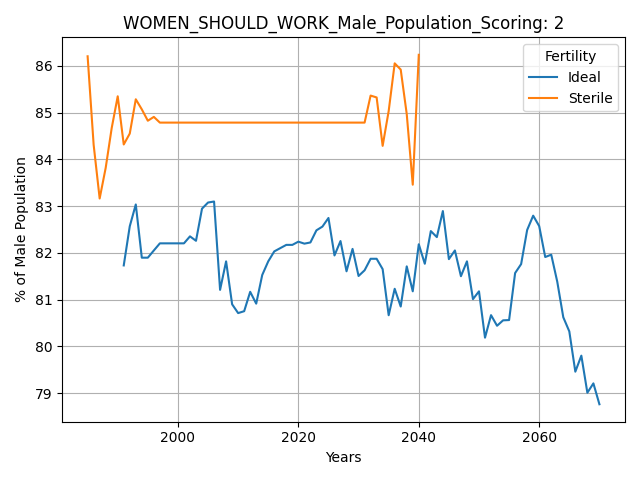 WOMEN_SHOULD_WORK_Male_Population_Scoring: 2
Fertility
Ideal
Sterile
% of Male Population
86
85
84
83
82
81
80
79
2000 2020 2040 2060
Years